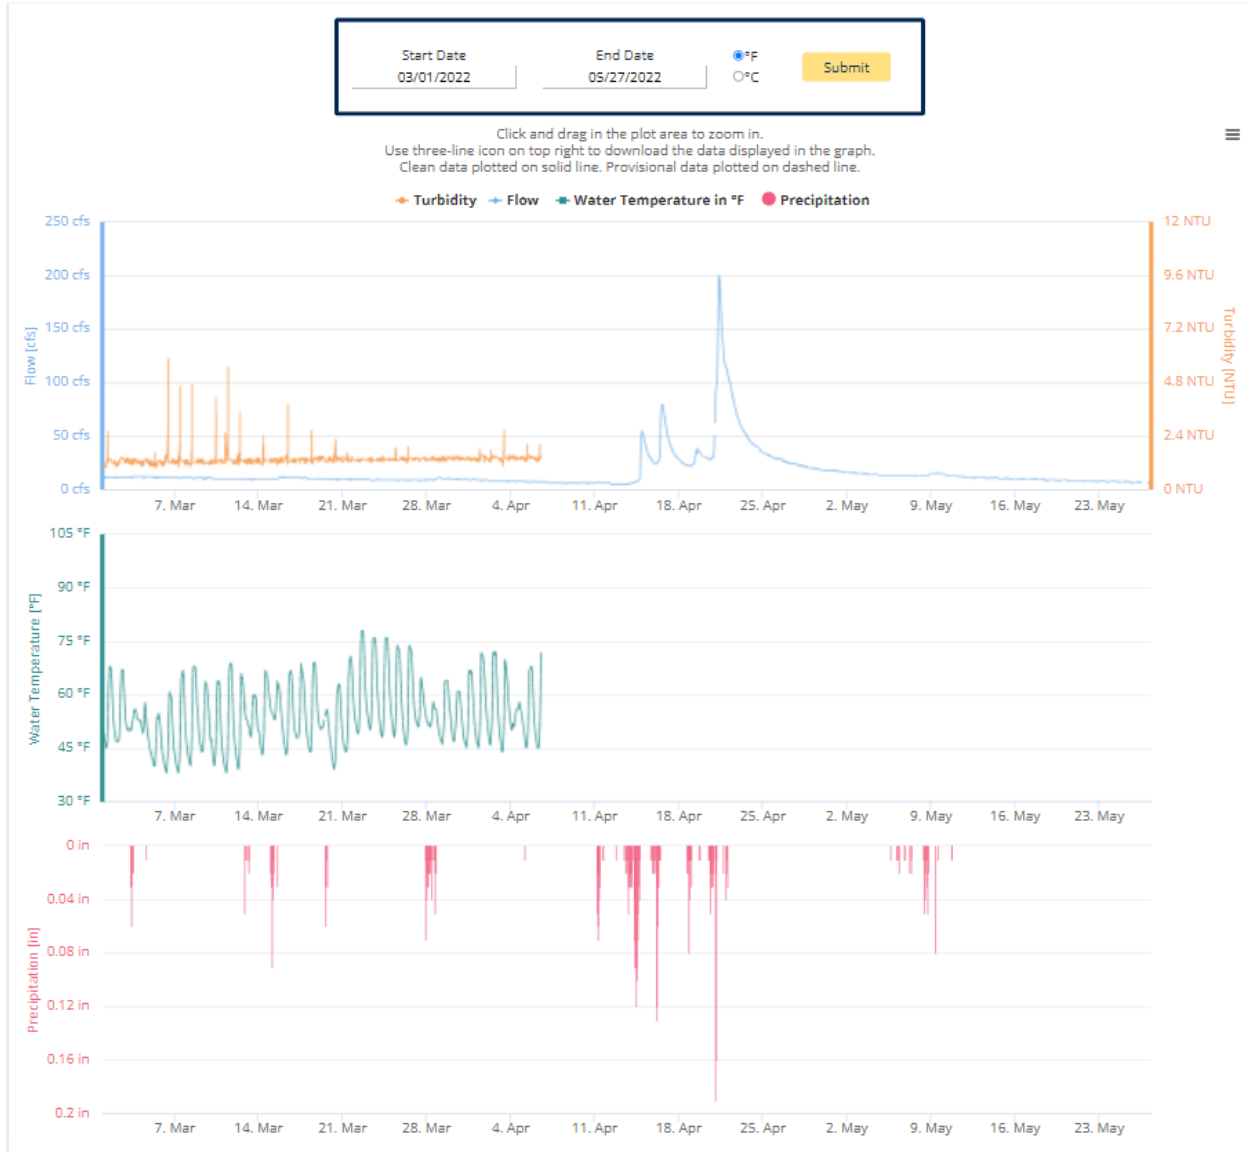 Start Date
03/01/2022
End Date
05/27/2022
°F
°C
Submit
Click and drag in the plot area to zoom in.
Use three-line icon on top right to download the data displayed in the graph.
Clean data plotted on solid line. Provisional data plotted on dashed line.
Turbidity Flow Water Temperature in °F Precipitation
Flow [cfs]
250 cfs
200 cfs
150 cfs
100 cfs
50 cfs
0 cfs
12 NTU
9.6 NTU
7.2 NTU
4.8 NTU
2.4 NTU
0 NTU
Turbidity [NTU]
7. Mar 14. Mar 21. Mar 28. Mar 4. Apr 11. Apr 18. Apr 25. Apr 2. May 9. May 16. May 23. May
Water Temperature [°F]
105 °F
90 °F
75 °F
60 °F
45 °F
30 °F
7. Mar 14. Mar 21. Mar 28. Mar 4. Apr 11. Apr 18. Apr 25. Apr 2. May 9. May 16. May 23. May
Precipitation [in]
0 in
0.04 in
0.08 in
0.12 in
0.16 in
0.2 in
7. Mar 14. Mar 21. Mar 28. Mar 4. Apr 11. Apr 18. Apr 25. Apr 2. May 9. May 16. May 23. May